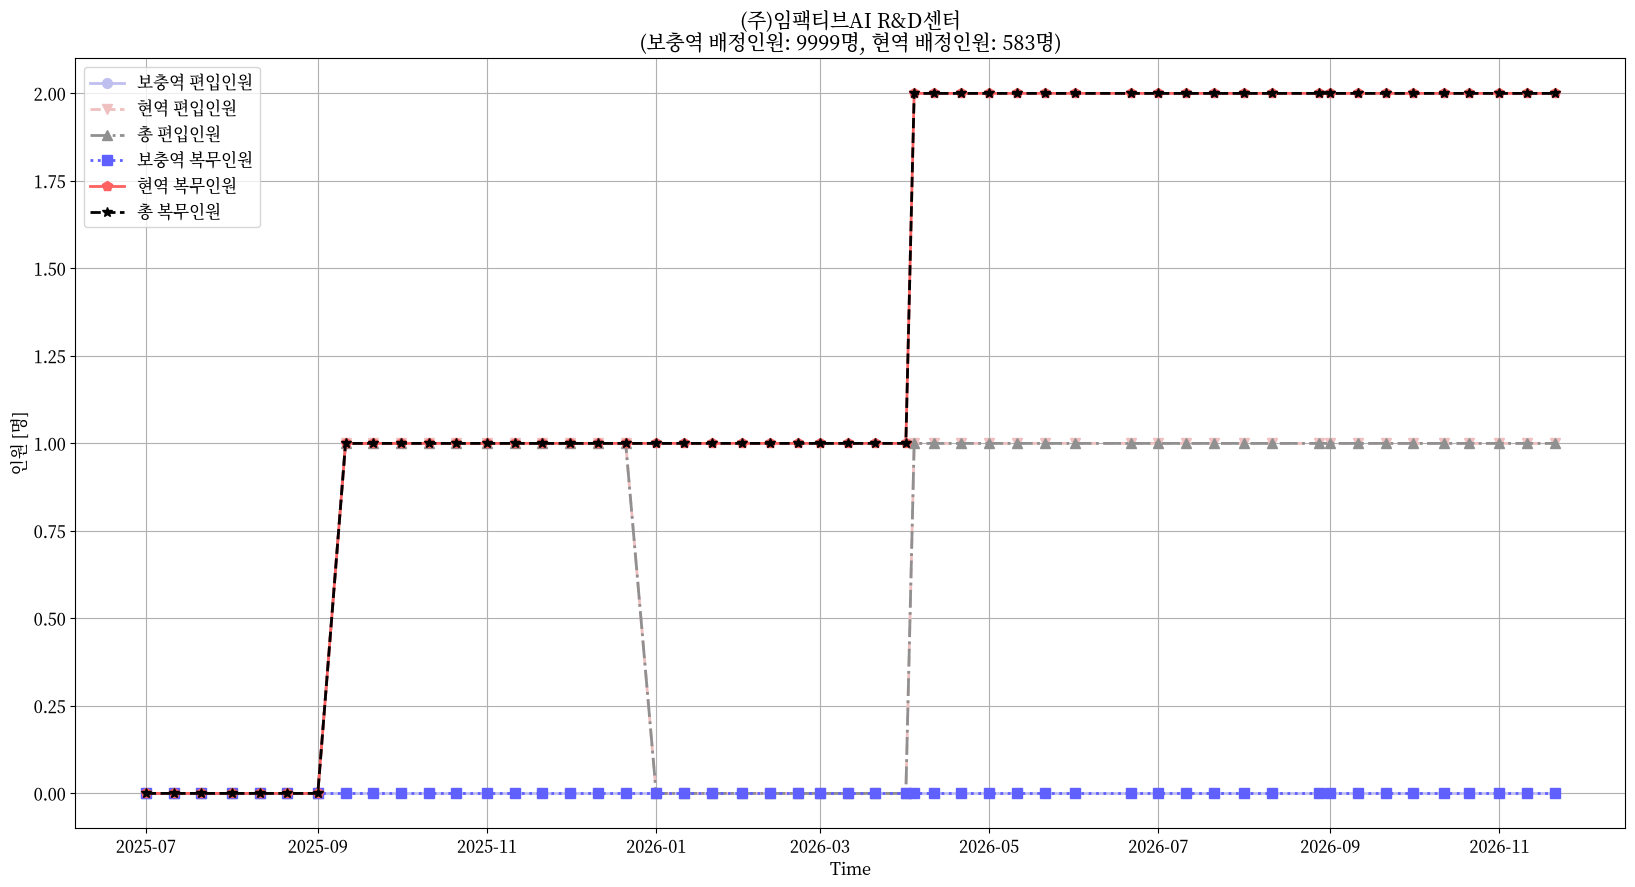 (주)임팩티브AI R&D센터
(보충역 배정인원: 9999명, 현역 배정인원: 583명)
보충역 편입인원
현역 편입인원
총 편입인원
보충역 복무인원
현역 복무인원
총 복무인원
인원 [명]
2.00
1.75
1.50
1.25
1.00
0.75
0.50
0.25
0.00
2025-07 2025-09 2025-11 2026-01 2026-03 2026-05 2026-07 2026-09 2026-11
Time